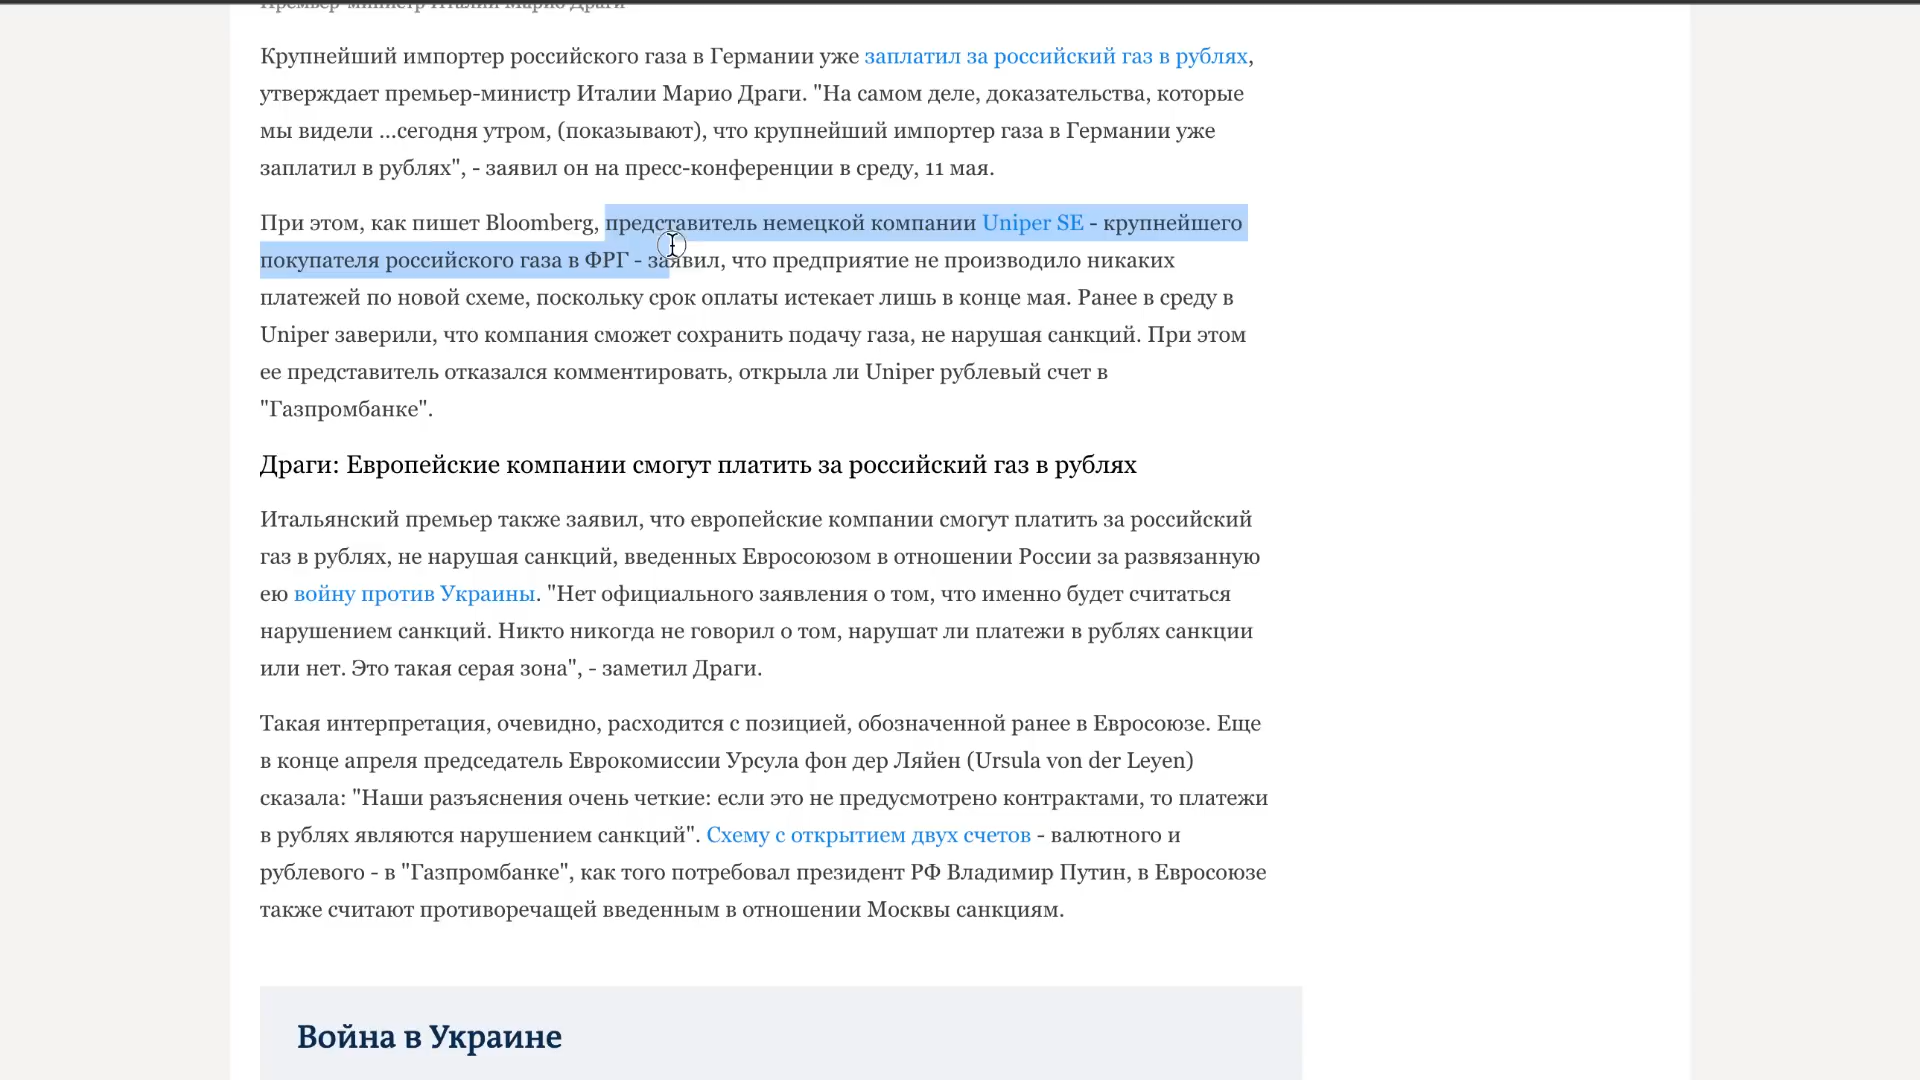 Премьер-министр Италии Марио Драги
Крупнейший импортер российского газа в Германии уже заплатил за российский газ в рублях,
утверждает премьер-министр Италии Марио Драги. "На самом деле, доказательства, которые
мы видели ...сегодня утром, (показывают), что крупнейший импортер газа в Германии уже
заплатил в рублях", - заявил он на пресс-конференции в среду, 11 мая.
При этом, как пишет Bloomberg, представитель немецкой компании Uniper SE - крупнейшего
покупателя российского газа в ФРГ - заявил, что предприятие не производило никаких
платежей по новой схеме, поскольку срок оплаты истекает лишь в конце мая. Ранее в среду в
Uniper заверили, что компания сможет сохранить подачу газа, не нарушая санкций. При этом
ее представитель отказался комментировать, открыла ли Uniper рублевый счет в
"Газпромбанке".
Драги: Европейские компании смогут платить за российский газ в рублях
Итальянский премьер также заявил, что европейские компании смогут платить за российский
газ в рублях, не нарушая санкций, введенных Евросоюзом в отношении России за развязанную
ею войну против Украины. "Нет официального заявления о том, что именно будет считаться
нарушением санкций. Никто никогда не говорил о том, нарушат ли платежи в рублях санкции
или нет. Это такая серая зона", - заметил Драги.
Такая интерпретация, очевидно, расходится с позицией, обозначенной ранее в Евросоюзе. Еще
в конце апреля председатель Еврокомиссии Урсула фон дер Ляйен (Ursula von der Leyen)
сказала: "Наши разъяснения очень четкие: если это не предусмотрено контрактами, то платежи
в рублях являются нарушением санкций". Схему с открытием двух счетов - валютного и
рублевого - в "Газпромбанке", как того потребовал президент РФ Владимир Путин, в Евросоюзе
также считают противоречащей введенным в отношении Москвы санкциям.
Война в Украине